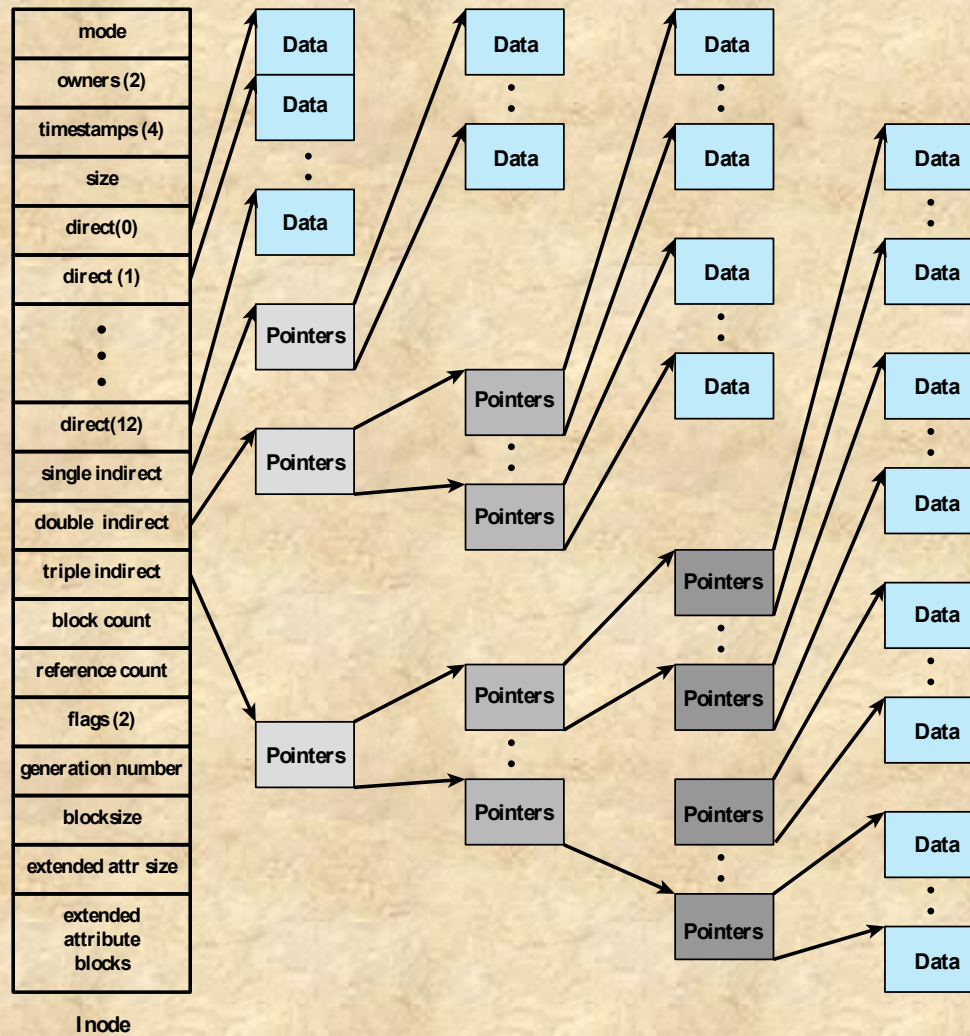 mode
owners (2)
timestamps (4)
size
direct(0)
direct (1)
direct(12)
single indirect
double indirect
triple indirect
block count
reference count
flags (2)
generation number
blocksize
extended attr size
extended
attribute
blocks
Inode
Data
Data
Data
Pointers
Pointers
Pointers
Data
Data
Pointers
Pointers
Pointers
Pointers
Data
Data
Data
Data
Pointers
Pointers
Pointers
Pointers
Data
Data
Data
Data
Data
Data
Data
Data